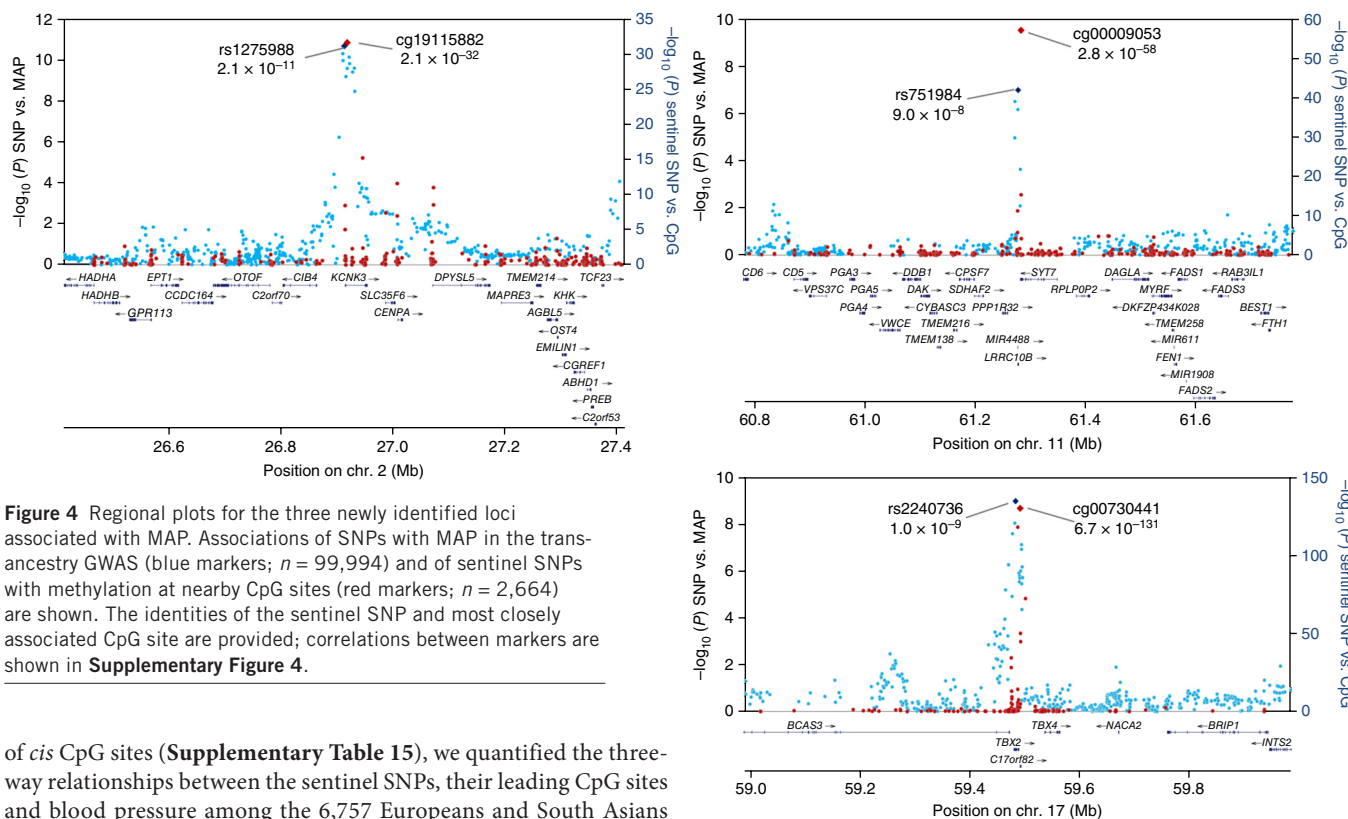 12
10
8
6
4
2
0
–log10 (P) SNP vs. MAP
35
30
25
20
15
10
5
0
–log10 (P) sentinel SNP vs. CpG
rs1275988
2.1 × 10–11
cg19115882
2.1 × 10–32
←HADHA
EPT1→
←OTOF
←CIB4
KCNK3→
DPYSL5→
TMEM214→
TCF23→
HADHB→
CCDC164→
C2orf70→
SLC35F6→
MAPRE3→
KHK→
←GPR113
CENPA→
AGBL5→
←OST4
EMILIN1→
←CGREF1
ABHD1→
←PREB
←C2orf53
26.6
26.8
27.0
27.2
27.4
Position on chr. 2 (Mb)
10
8
6
4
2
0
–log10 (P) SNP vs. MAP
60
50
40
30
20
10
0
–log10 (P) sentinel SNP vs. CpG
cg00009053
2.8 × 10–58
rs751984
9.0 × 10–8
CD6→
CD5→
PGA3→
←DDB1
←CPSF7
←SYT7
DAGLA→
←FADS1
←RAB3IL1
←VPS37C
PGA5→
DAK→
SDHAF2→
RPLP0P2→
MYRF→
←FADS3
PGA4→
←CYBASC3
PPP1R32→
←DKFZP434K028
BEST1→
←VWCE
TMEM216→
←TMEM258
←FTH1
TMEM138→
MIR4488→
←MIR611
LRRC10B→
FEN1→
←MIR1908
FADS2→
60.8
61.0
61.2
61.4
61.6
Position on chr. 11 (Mb)
10
8
6
4
2
0
–log10 (P) SNP vs. MAP
150
100
50
0
–log10 (P) sentinel SNP vs. CpG
rs2240736
1.0 × 10–9
cg00730441
6.7 × 10–131
BCAS3→
TBX4→
←NACA2
←BRIP1
TBX2→
←INTS2
C17orf82→
59.0
59.2
59.4
59.6
59.8
Position on chr. 17 (Mb)
Figure 4 Regional plots for the three newly identified loci
associated with MAP. Associations of SNPs with MAP in the trans-
ancestry GWAS (blue markers; n = 99,994) and of sentinel SNPs
with methylation at nearby CpG sites (red markers; n = 2,664)
are shown. The identities of the sentinel SNP and most closely
associated CpG site are provided; correlations between markers are
shown in Supplementary Figure 4.
of cis CpG sites (Supplementary Table 15), we quantified the three-
way relationships between the sentinel SNPs, their leading CpG sites
and blood pressure among the 6,757 Europeans and South Asians